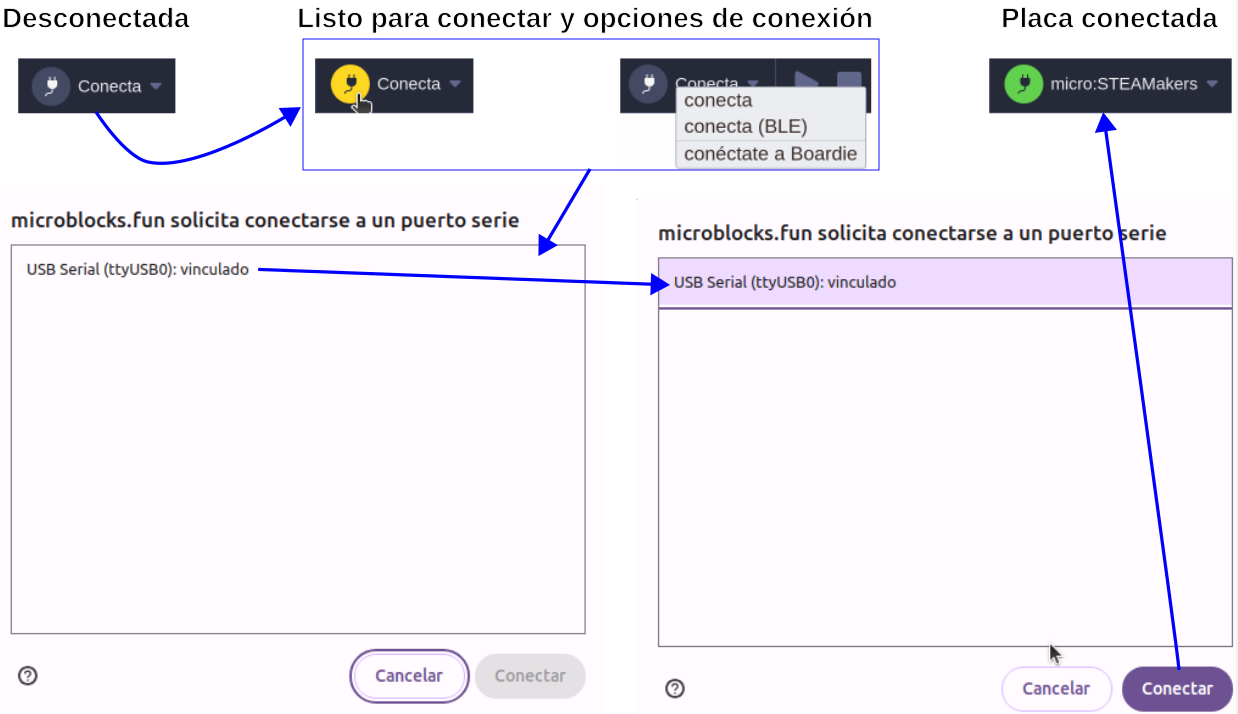 Desconectada
Listo para conectar y opciones de conexión
Placa conectada
Conecta
Conecta
Conecta
conecta
conecta (BLE)
conéctate a Boardie
micro:STEAMakers
microblocks.fun solicita conectarse a un puerto serie
USB Serial (ttyUSB0): vinculado
Cancelar
Conectar
microblocks.fun solicita conectarse a un puerto serie
USB Serial (ttyUSB0): vinculado
Cancelar
Conectar